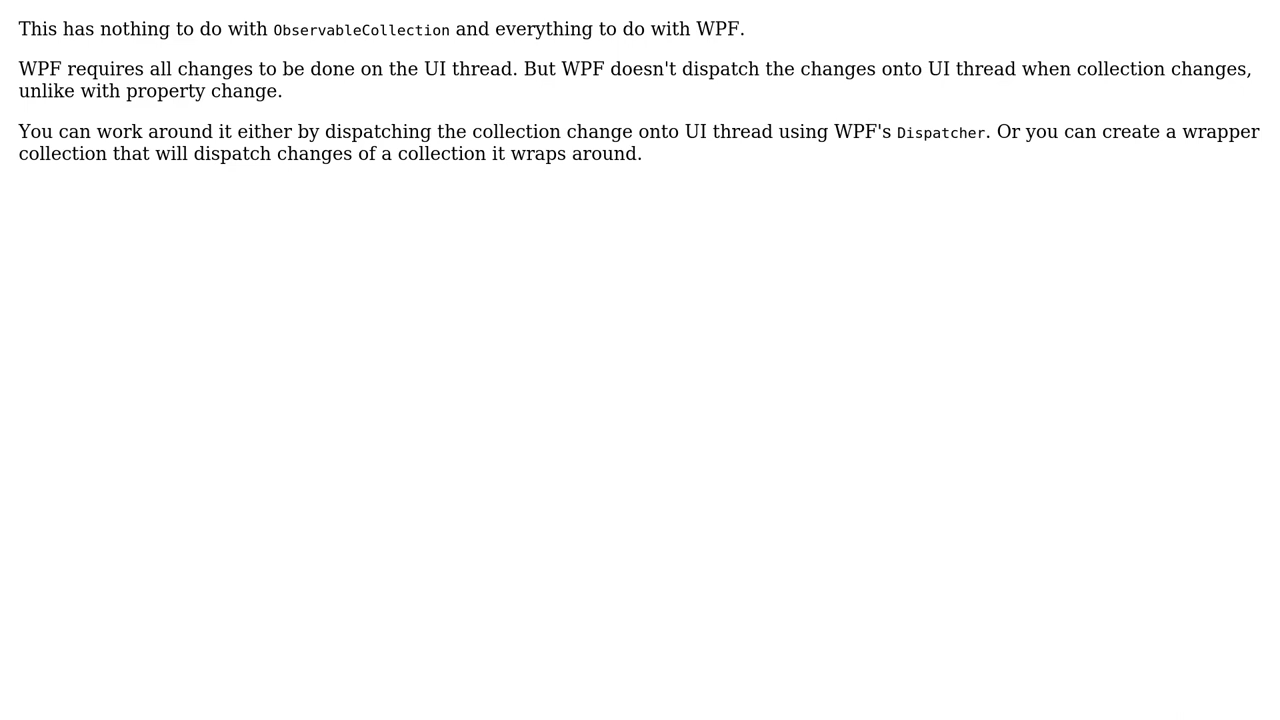 This has nothing to do with ObservableCollection and everything to do with WPF.
WPF requires all changes to be done on the UI thread. But WPF doesn't dispatch the changes onto UI thread when collection changes,
unlike with property change.
You can work around it either by dispatching the collection change onto UI thread using WPF's Dispatcher. Or you can create a wrapper
collection that will dispatch changes of a collection it wraps around.